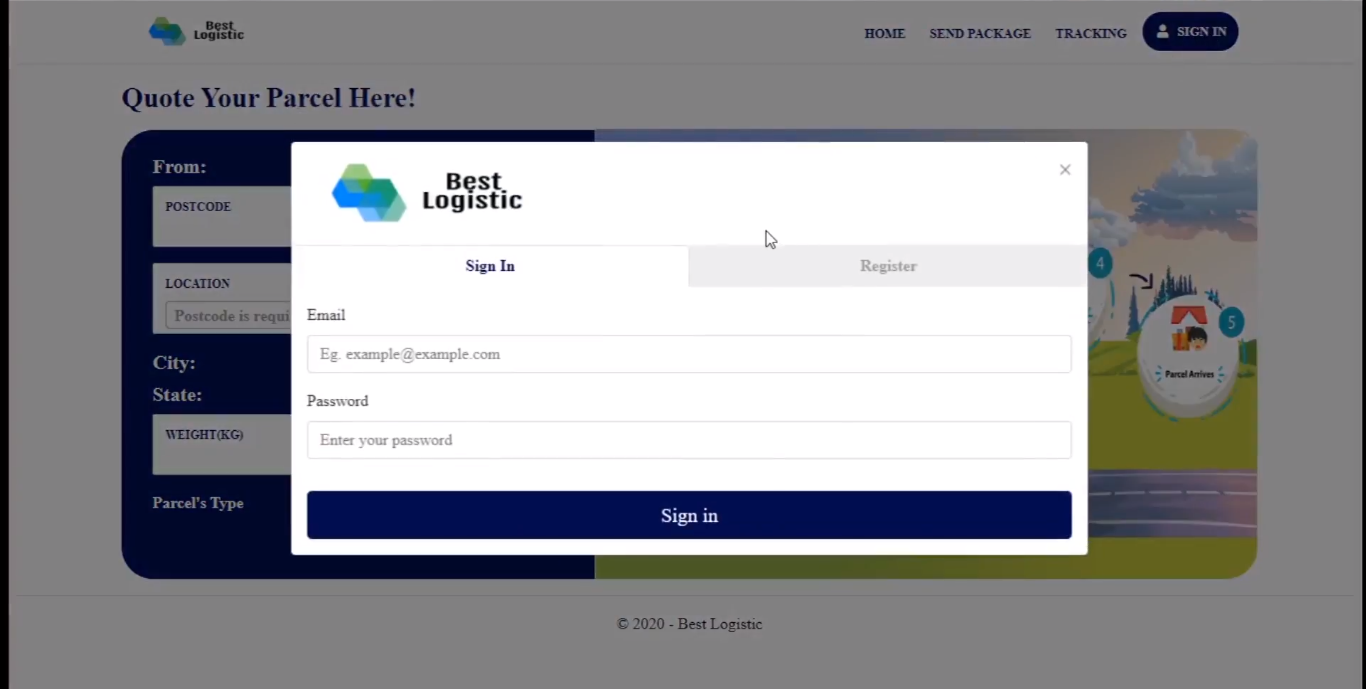 Best
Logistic
HOME
SEND PACKAGE
TRACKING
SIGN IN
Quote Your Parcel Here!
From:
POSTCODE
LOCATION
Postcode is requi
City:
State:
WEIGHT(KG)
Parcel's Type
Best
Logistic
×
Sign In
Register
Email
Eg. example@example.com
Password
Enter your password
Sign in
4
5
Parcel Arrives
© 2020 - Best Logistic